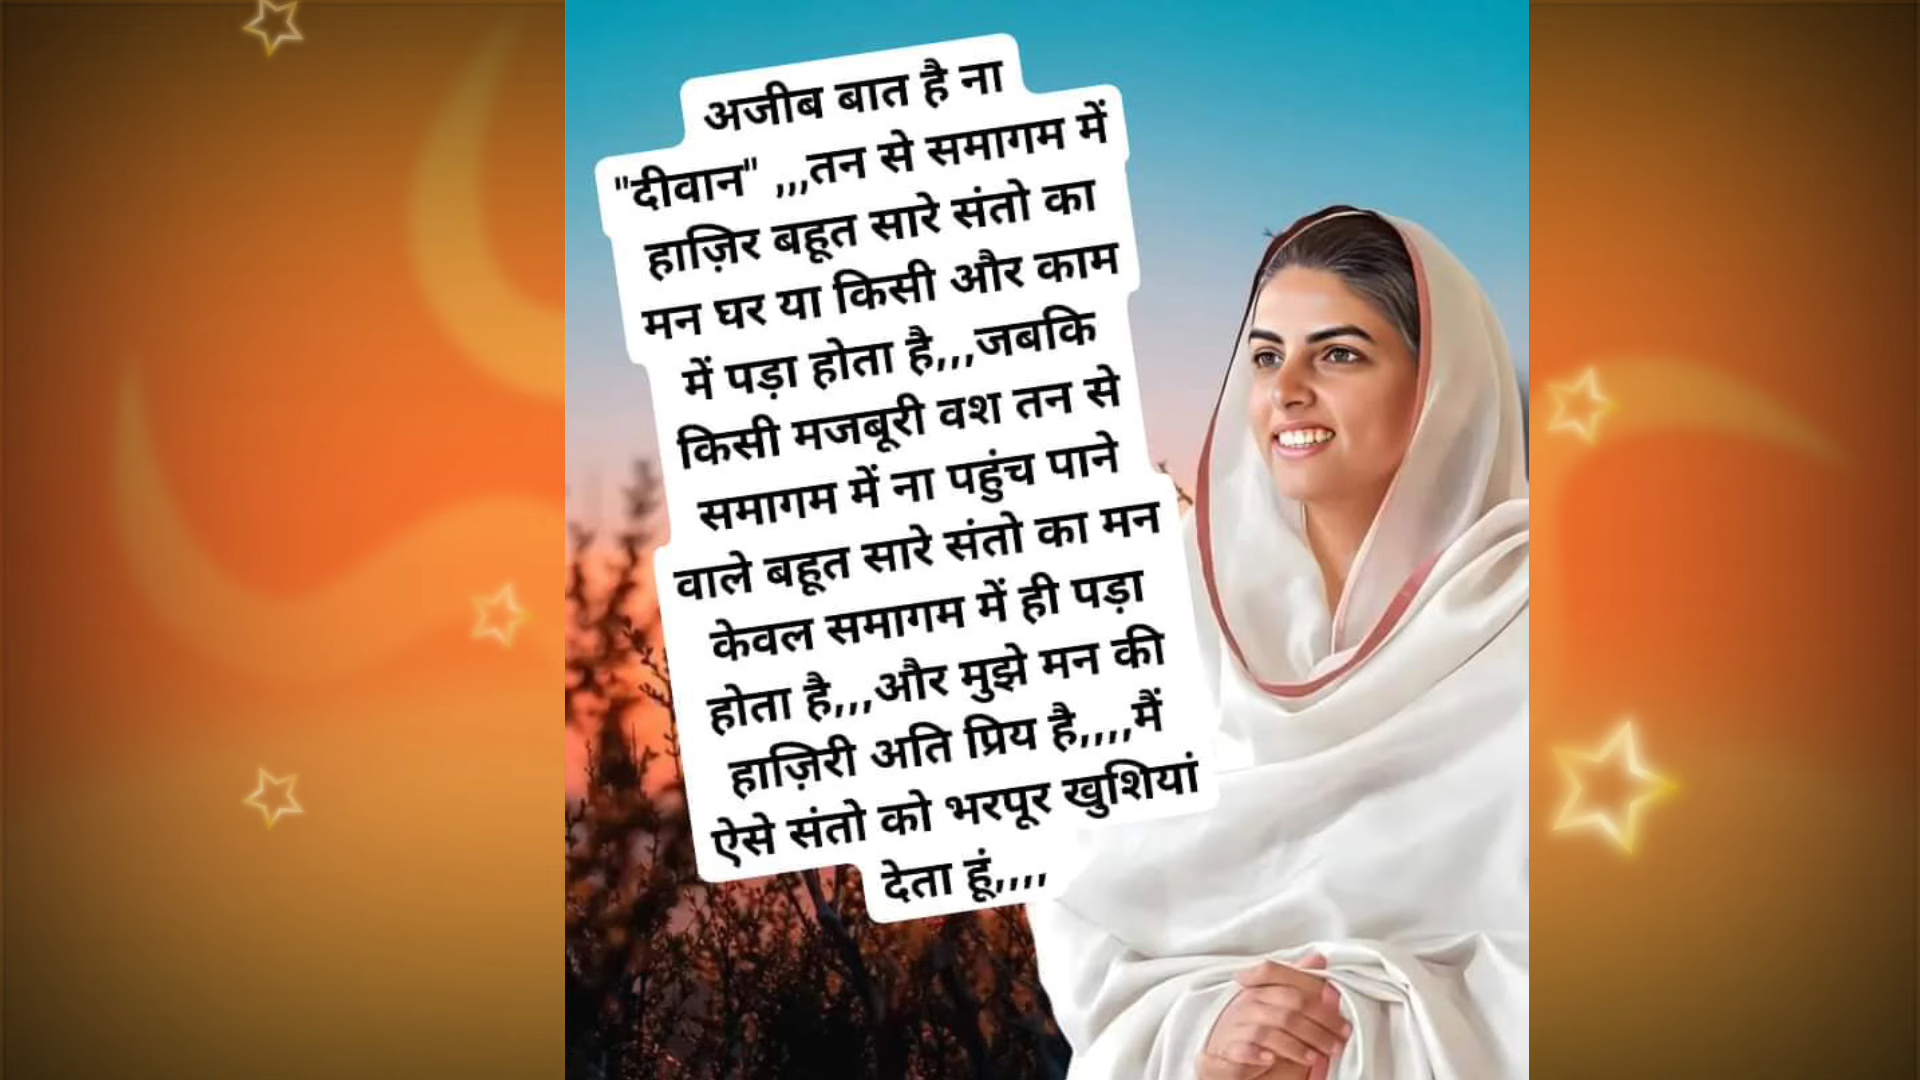 अजीब बात है ना
"दीवान" ,,,तन से समागम में
हाज़िर बहूत सारे संतो का
मन घर या किसी और काम
में पड़ा होता है,,,जबकि
किसी मजबूरी वश तन से
समागम में ना पहुंच पाने
वाले बहूत सारे संतो का मन
केवल समागम में ही पड़ा
होता है,,,और मुझे मन की
हाज़िरी अति प्रिय है,,,,मैं
ऐसे संतो को भरपूर खुशियां
देता हूं,,,,